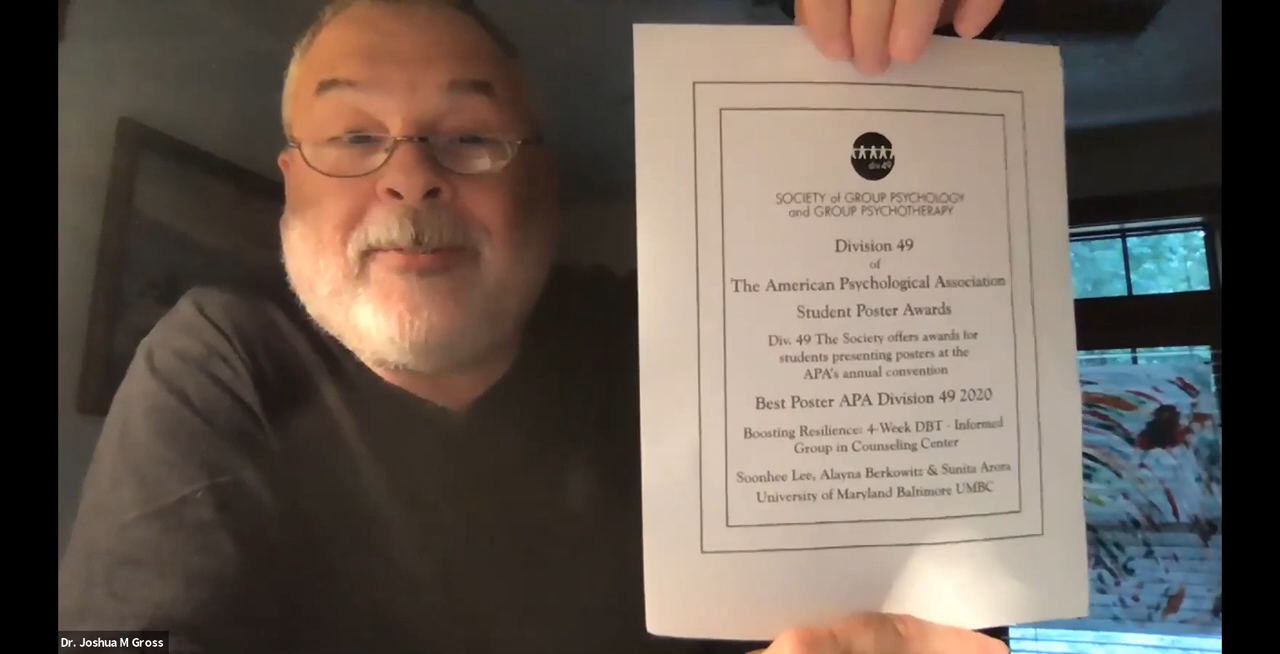 div 49
SOCIETY of GROUP PSYCHOLOGY
and GROUP PSYCHOTHERAPY
Division 49
of
The American Psychological Association
Student Poster Awards
Div. 49 The Society offers awards for
students presenting posters at the
APA's annual convention
Best Poster APA Division 49 2020
Boosting Resilience: 4-Week DBT - Informed
Group in Counseling Center
Soonhee Lee, Alayna Berkowitz & Sunita Arora
University of Maryland Baltimore UMBC
Dr. Joshua M Gross